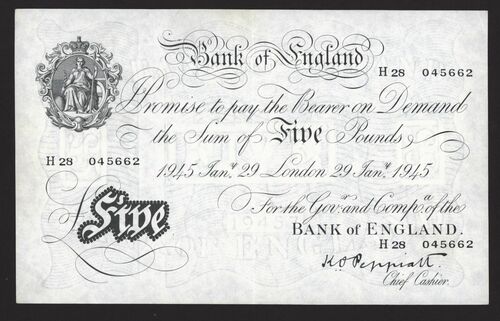 Bank of England
H28 045662
I Promise to pay the Bearer on Demand
the Sum of Five Pounds
H28 045662
1945 Jany. 29 London 29 Jany. 1945
For the Govr. and Compa. of the
BANK of ENGLAND.
H28 045662
£Five
K.O. Peppiatt
Chief Cashier.